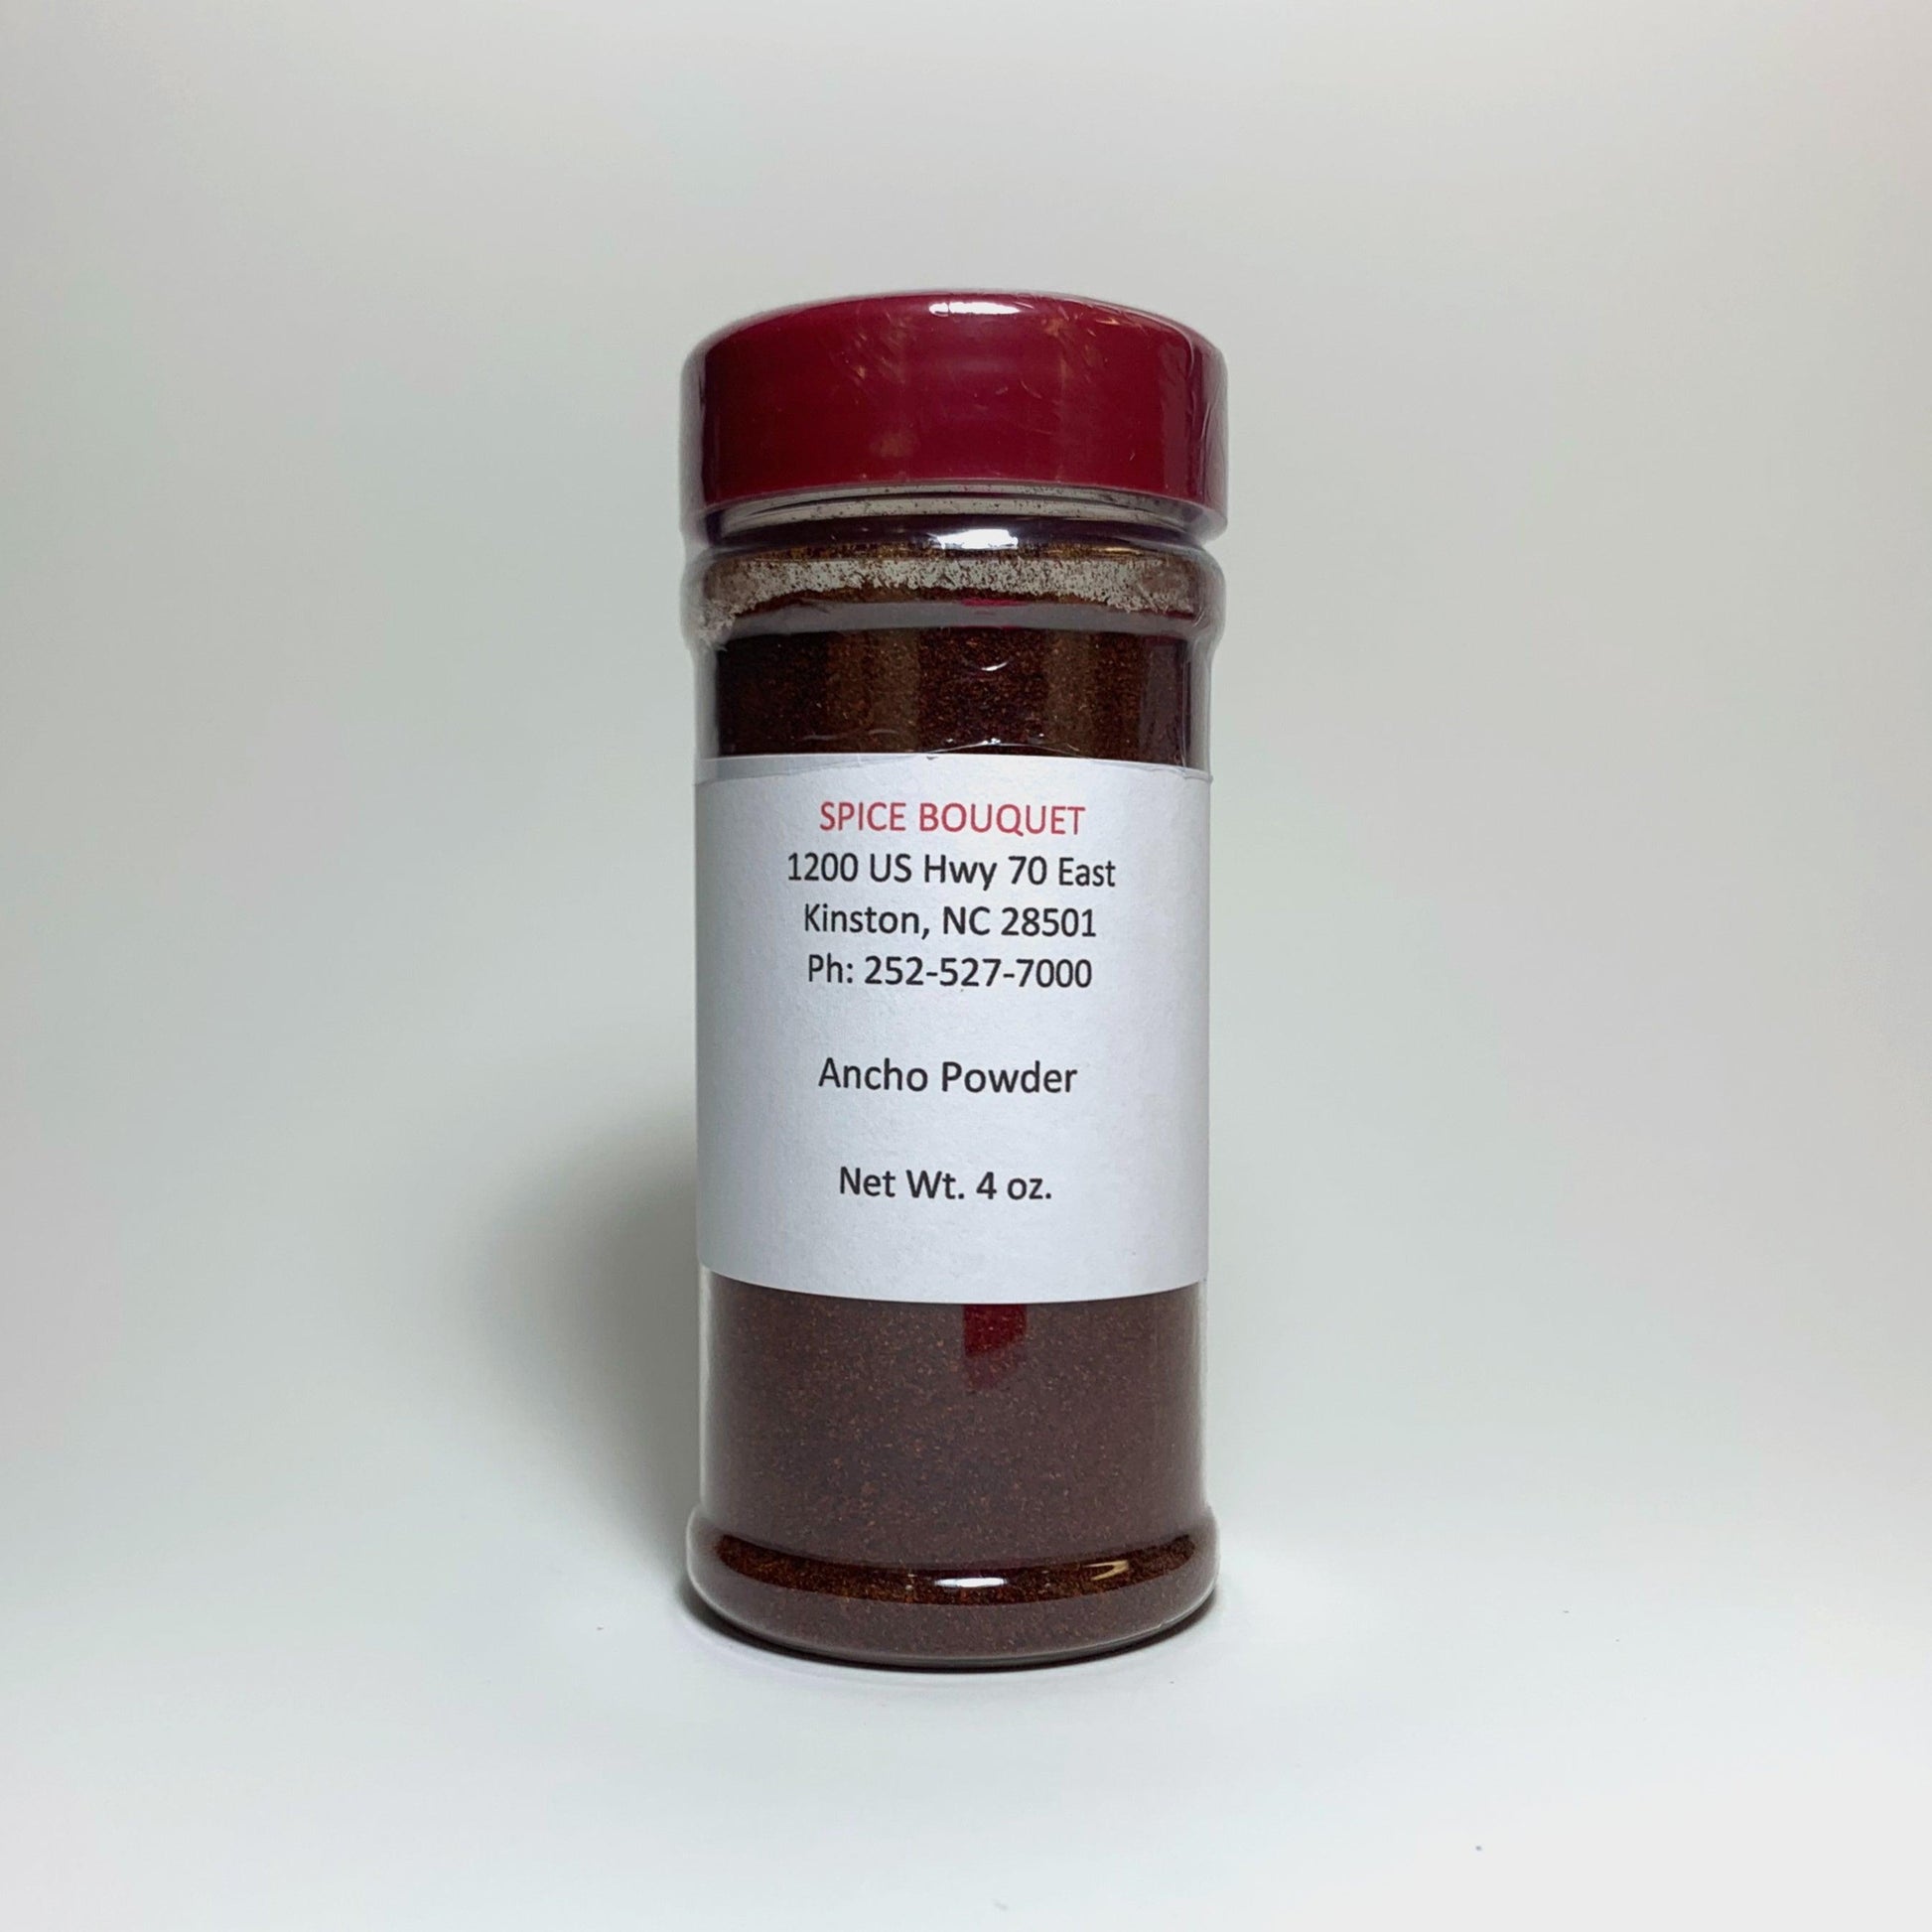 SPICE BOUQUET
1200 US Hwy 70 East
Kinston, NC 28501
Ph: 252-527-7000
Ancho Powder
Net Wt. 4 oz.